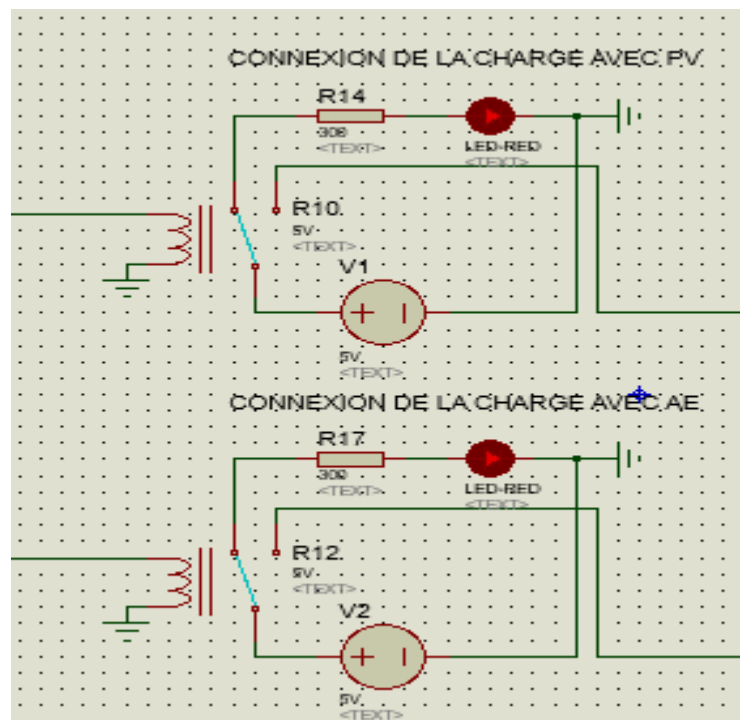 CONNEXION DE LA CHARGE AVEC PV
R14
300
<TEXT>
LED-RED
<TEXT>
R10
5V
<TEXT>
V1
5V
<TEXT>
CONNEXION DE LA CHARGE AVEC AE
R17
300
<TEXT>
LED-RED
<TEXT>
R12
5V
<TEXT>
V2
5V
<TEXT>